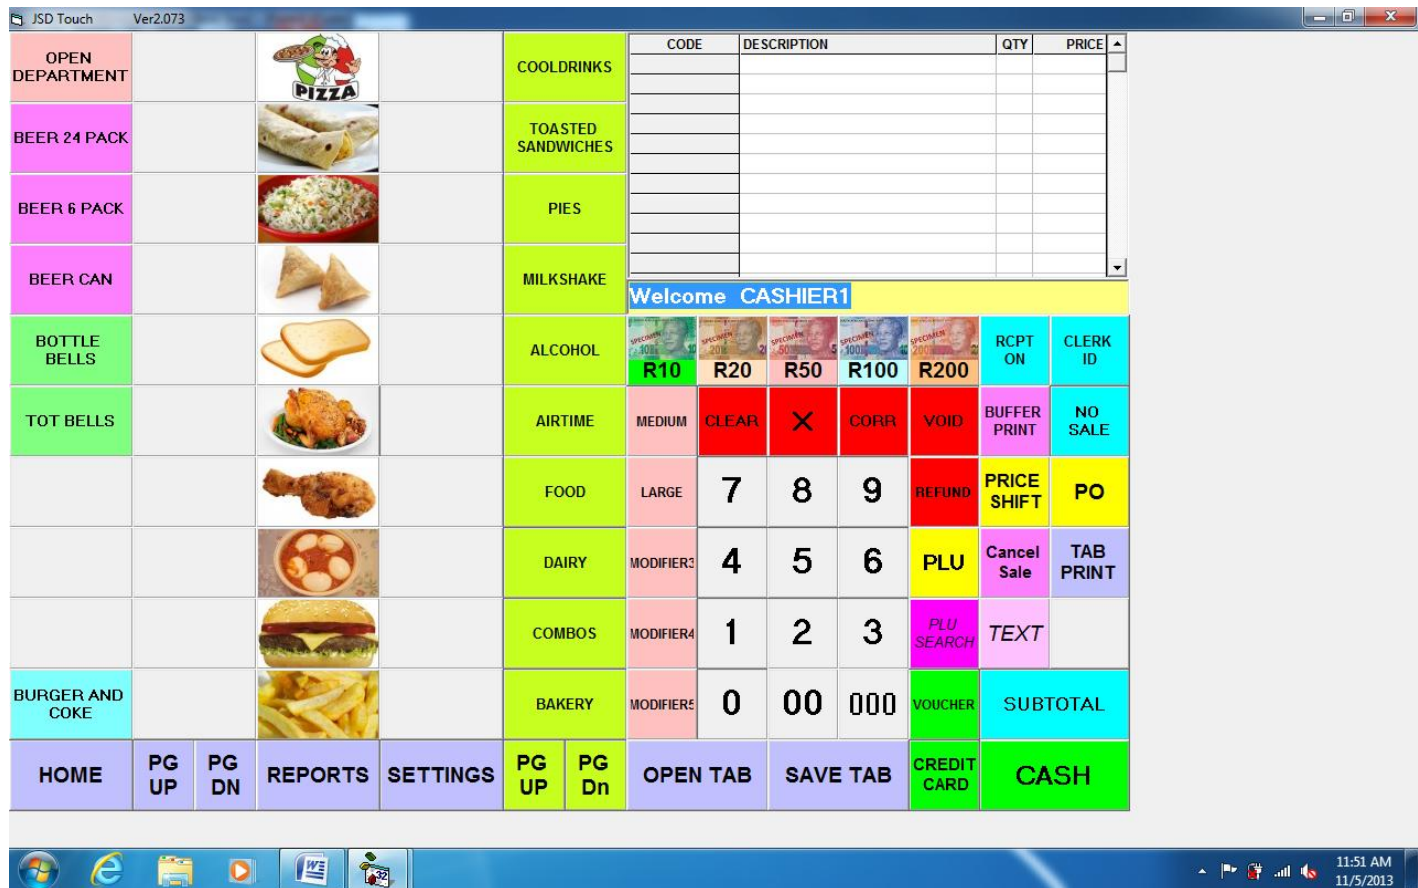 JSD Touch Ver2.073
OPEN
DEPARTMENT
BEER 24 PACK
BEER 6 PACK
BEER CAN
BOTTLE
BELLS
TOT BELLS
BURGER AND
COKE
PIZZA
COOLDRINKS
TOASTED
SANDWICHES
PIES
MILKSHAKE
ALCOHOL
AIRTIME
FOOD
DAIRY
COMBOS
BAKERY
CODE DESCRIPTION QTY PRICE
Welcome CASHIER1
R10 R20 R50 R100 R200
RCPT
ON
CLERK
ID
MEDIUM CLEAR X CORR VOID
BUFFER
PRINT
NO
SALE
LARGE 7 8 9 REFUND
PRICE
SHIFT
PO
MODIFIER3 4 5 6 PLU
Cancel
Sale
TAB
PRINT
MODIFIER4 1 2 3
PLU
SEARCH
TEXT
MODIFIER5 0 00 000 VOUCHER SUBTOTAL
HOME
PG
UP
PG
DN
REPORTS SETTINGS
PG
UP
PG
Dn
OPEN TAB SAVE TAB
CREDIT
CARD
CASH
11:51 AM
11/5/2013